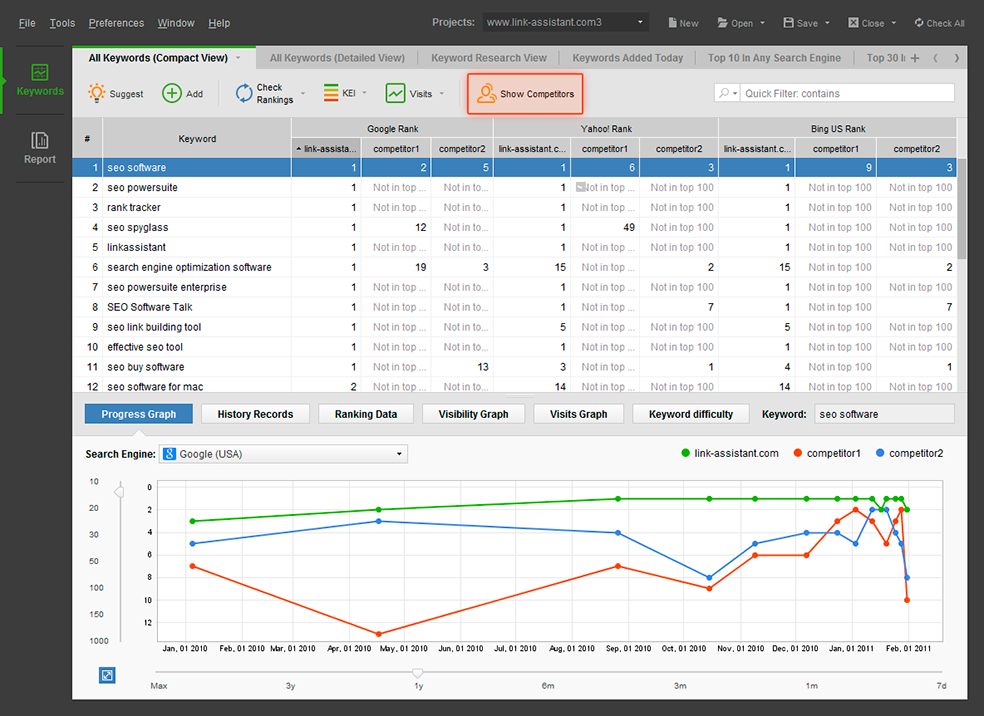 File Tools Preferences Window Help Projects: www.link-assistant.com3 New Open Save Close Check All
All Keywords (Compact View) All Keywords (Detailed View) Keyword Research View Keywords Added Today Top 10 In Any Search Engine Top 30 I
Keywords
Report
Suggest Add Check Rankings KEI Visits Show Competitors Quick Filter: contains
# Keyword Google Rank Yahoo! Rank Bing US Rank
link-assista... competitor1 competitor2 link-assistant.c... competitor1 competitor2 link-assistant.c... competitor1 competitor2
1 seo software 1 2 5 1 6 3 1 9 3
2 seo powersuite 1 Not in top ... Not in to... 1 Not in top ... Not in top 100 1 Not in top 100 Not in top 100
3 rank tracker 1 Not in top ... Not in to... 1 Not in top ... Not in top 100 1 Not in top 100 Not in top 100
4 seo spyglass 1 12 Not in to... 1 49 Not in top 100 1 Not in top 100 Not in top 100
5 linkassistant 1 Not in top ... Not in to... 1 Not in top ... Not in top 100 1 Not in top 100 Not in top 100
6 search engine optimization software 1 19 3 15 Not in top ... 2 15 Not in top 100 2
7 seo powersuite enterprise 1 Not in top ... Not in to... 1 Not in top ... Not in top 100 1 Not in top 100 Not in top 100
8 SEO Software Talk 1 Not in top ... Not in to... 1 Not in top ... 7 1 Not in top 100 7
9 seo link building tool 1 Not in top ... Not in to... 5 Not in top ... Not in top 100 5 Not in top 100 Not in top 100
10 effective seo tool 1 Not in top ... Not in to... 1 Not in top ... Not in top 100 1 Not in top 100 Not in top 100
11 seo buy software 1 Not in top ... 13 3 Not in top ... 1 4 Not in top 100 1
12 seo software for mac 2 Not in top ... Not in to... 14 Not in top ... Not in top 100 14 Not in top 100 Not in top 100
Progress Graph History Records Ranking Data Visibility Graph Visits Graph Keyword difficulty Keyword: seo software
Search Engine: 8 Google (USA) link-assistant.com competitor1 competitor2
10
20
30
50
100
150
1000
0
2
4
6
8
10
12
Jan, 01 2010 Feb, 01 2010 Mar, 01 2010 Apr, 01 2010 May, 01 2010 Jun, 01 2010 Jul, 01 2010 Aug, 01 2010 Sep, 01 2010 Oct, 01 2010 Nov, 01 2010 Dec, 01 2010 Jan, 01 2011 Feb, 01 2011
Max 3y 1y 6m 3m 1m 7d